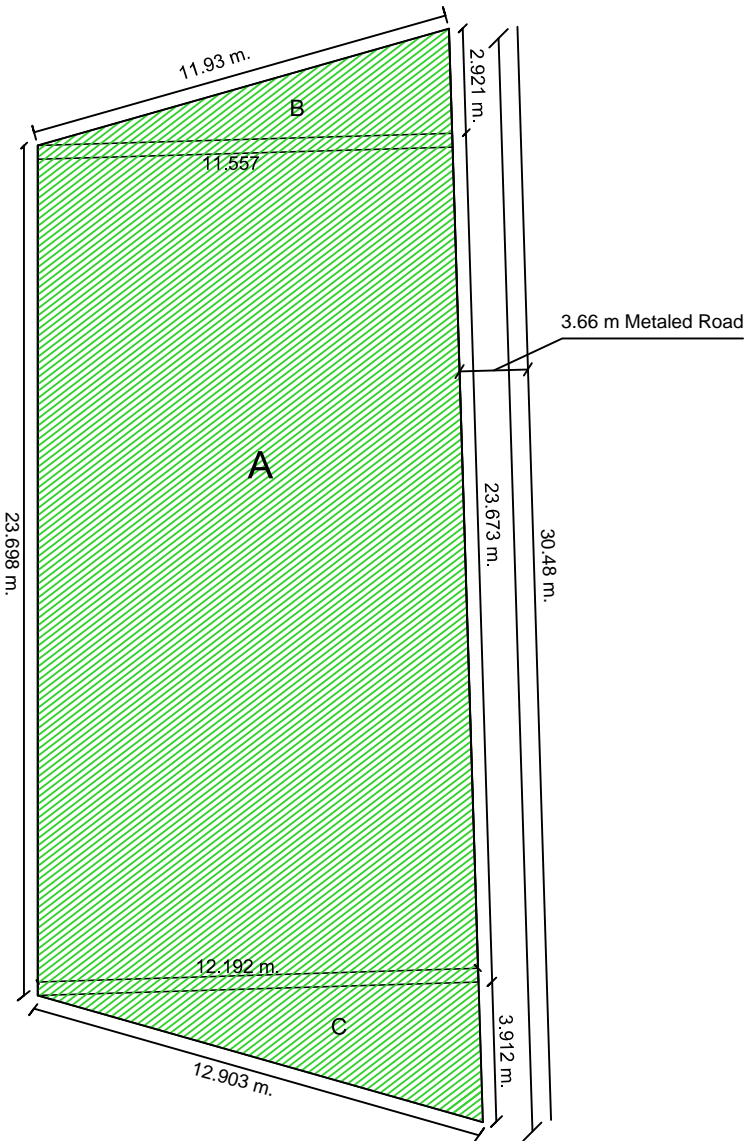 11.93 m.
2.921 m.
B
11.557
3.66 m Metaled Road
A
23.698 m.
23.673 m.
30.48 m.
12.192 m.
C
3.912 m.
12.903 m.